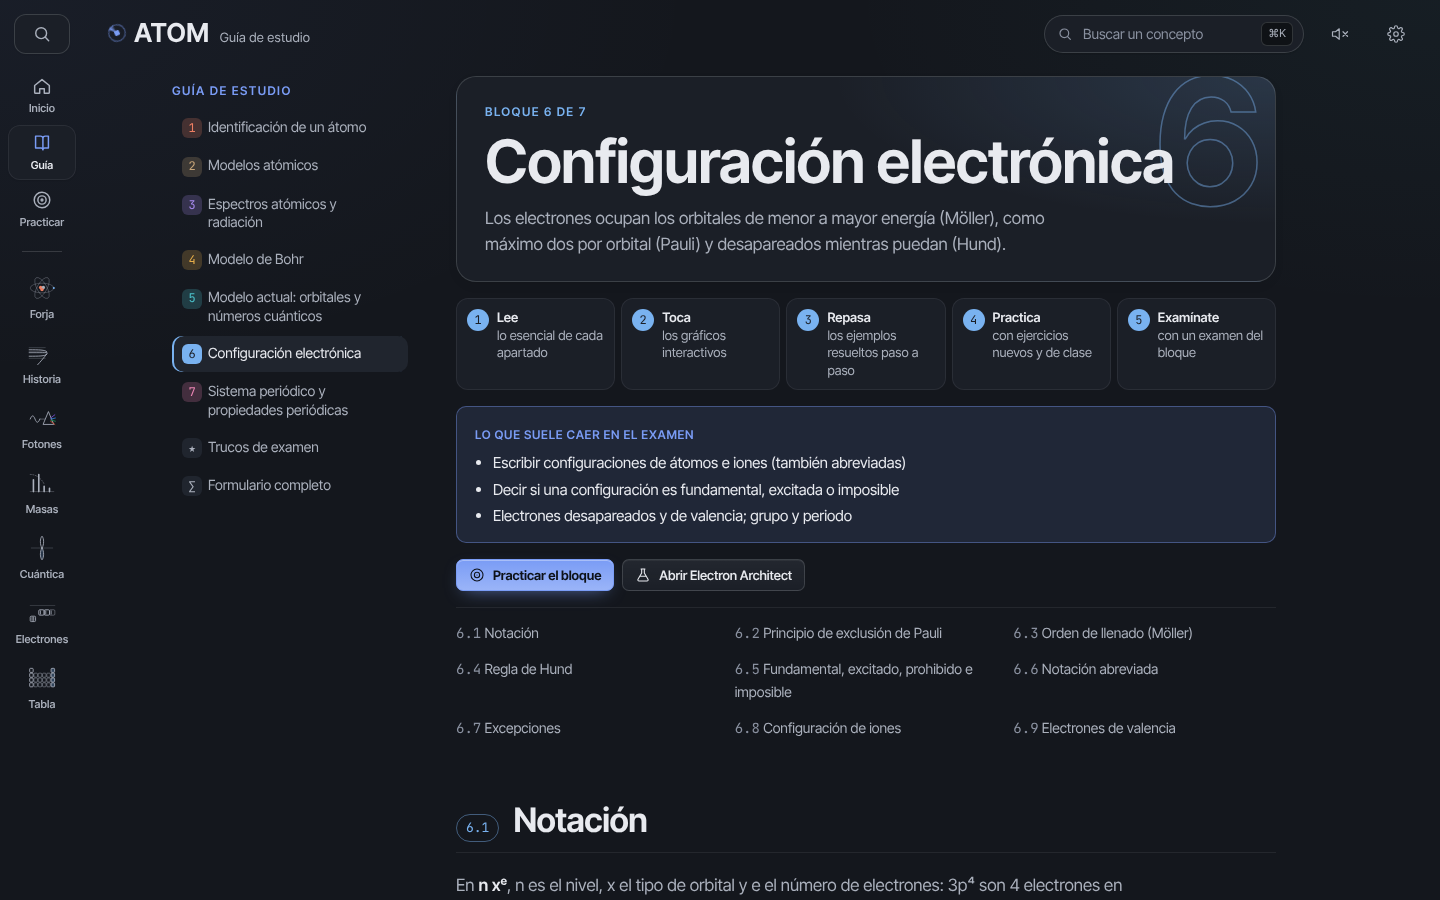 ATOM Guía de estudio
Buscar un concepto ⌘K
Inicio
Guía
Practicar
Forja
Historia
Fotones
Masas
Cuántica
Electrones
Tabla
GUÍA DE ESTUDIO
1 Identificación de un átomo
2 Modelos atómicos
3 Espectros atómicos y
radiación
4 Modelo de Bohr
5 Modelo actual: orbitales y
números cuánticos
6 Configuración electrónica
7 Sistema periódico y
propiedades periódicas
★ Trucos de examen
∑ Formulario completo
BLOQUE 6 DE 7
6
Configuración electrónica
Los electrones ocupan los orbitales de menor a mayor energía (Möller), como
máximo dos por orbital (Pauli) y desapareados mientras puedan (Hund).
1 Lee
lo esencial de cada
apartado
2 Toca
los gráficos
interactivos
3 Repasa
los ejemplos
resueltos paso a
paso
4 Practica
con ejercicios
nuevos y de clase
5 Examínate
con un examen del
bloque
LO QUE SUELE CAER EN EL EXAMEN
• Escribir configuraciones de átomos e iones (también abreviadas)
• Decir si una configuración es fundamental, excitada o imposible
• Electrones desapareados y de valencia; grupo y periodo
Practicar el bloque
Abrir Electron Architect
6.1 Notación
6.2 Principio de exclusión de Pauli
6.3 Orden de llenado (Möller)
6.4 Regla de Hund
6.5 Fundamental, excitado, prohibido e
imposible
6.6 Notación abreviada
6.7 Excepciones
6.8 Configuración de iones
6.9 Electrones de valencia
6.1 Notación
En n xᵉ, n es el nivel, x el tipo de orbital y e el número de electrones: 3p⁴ son 4 electrones en